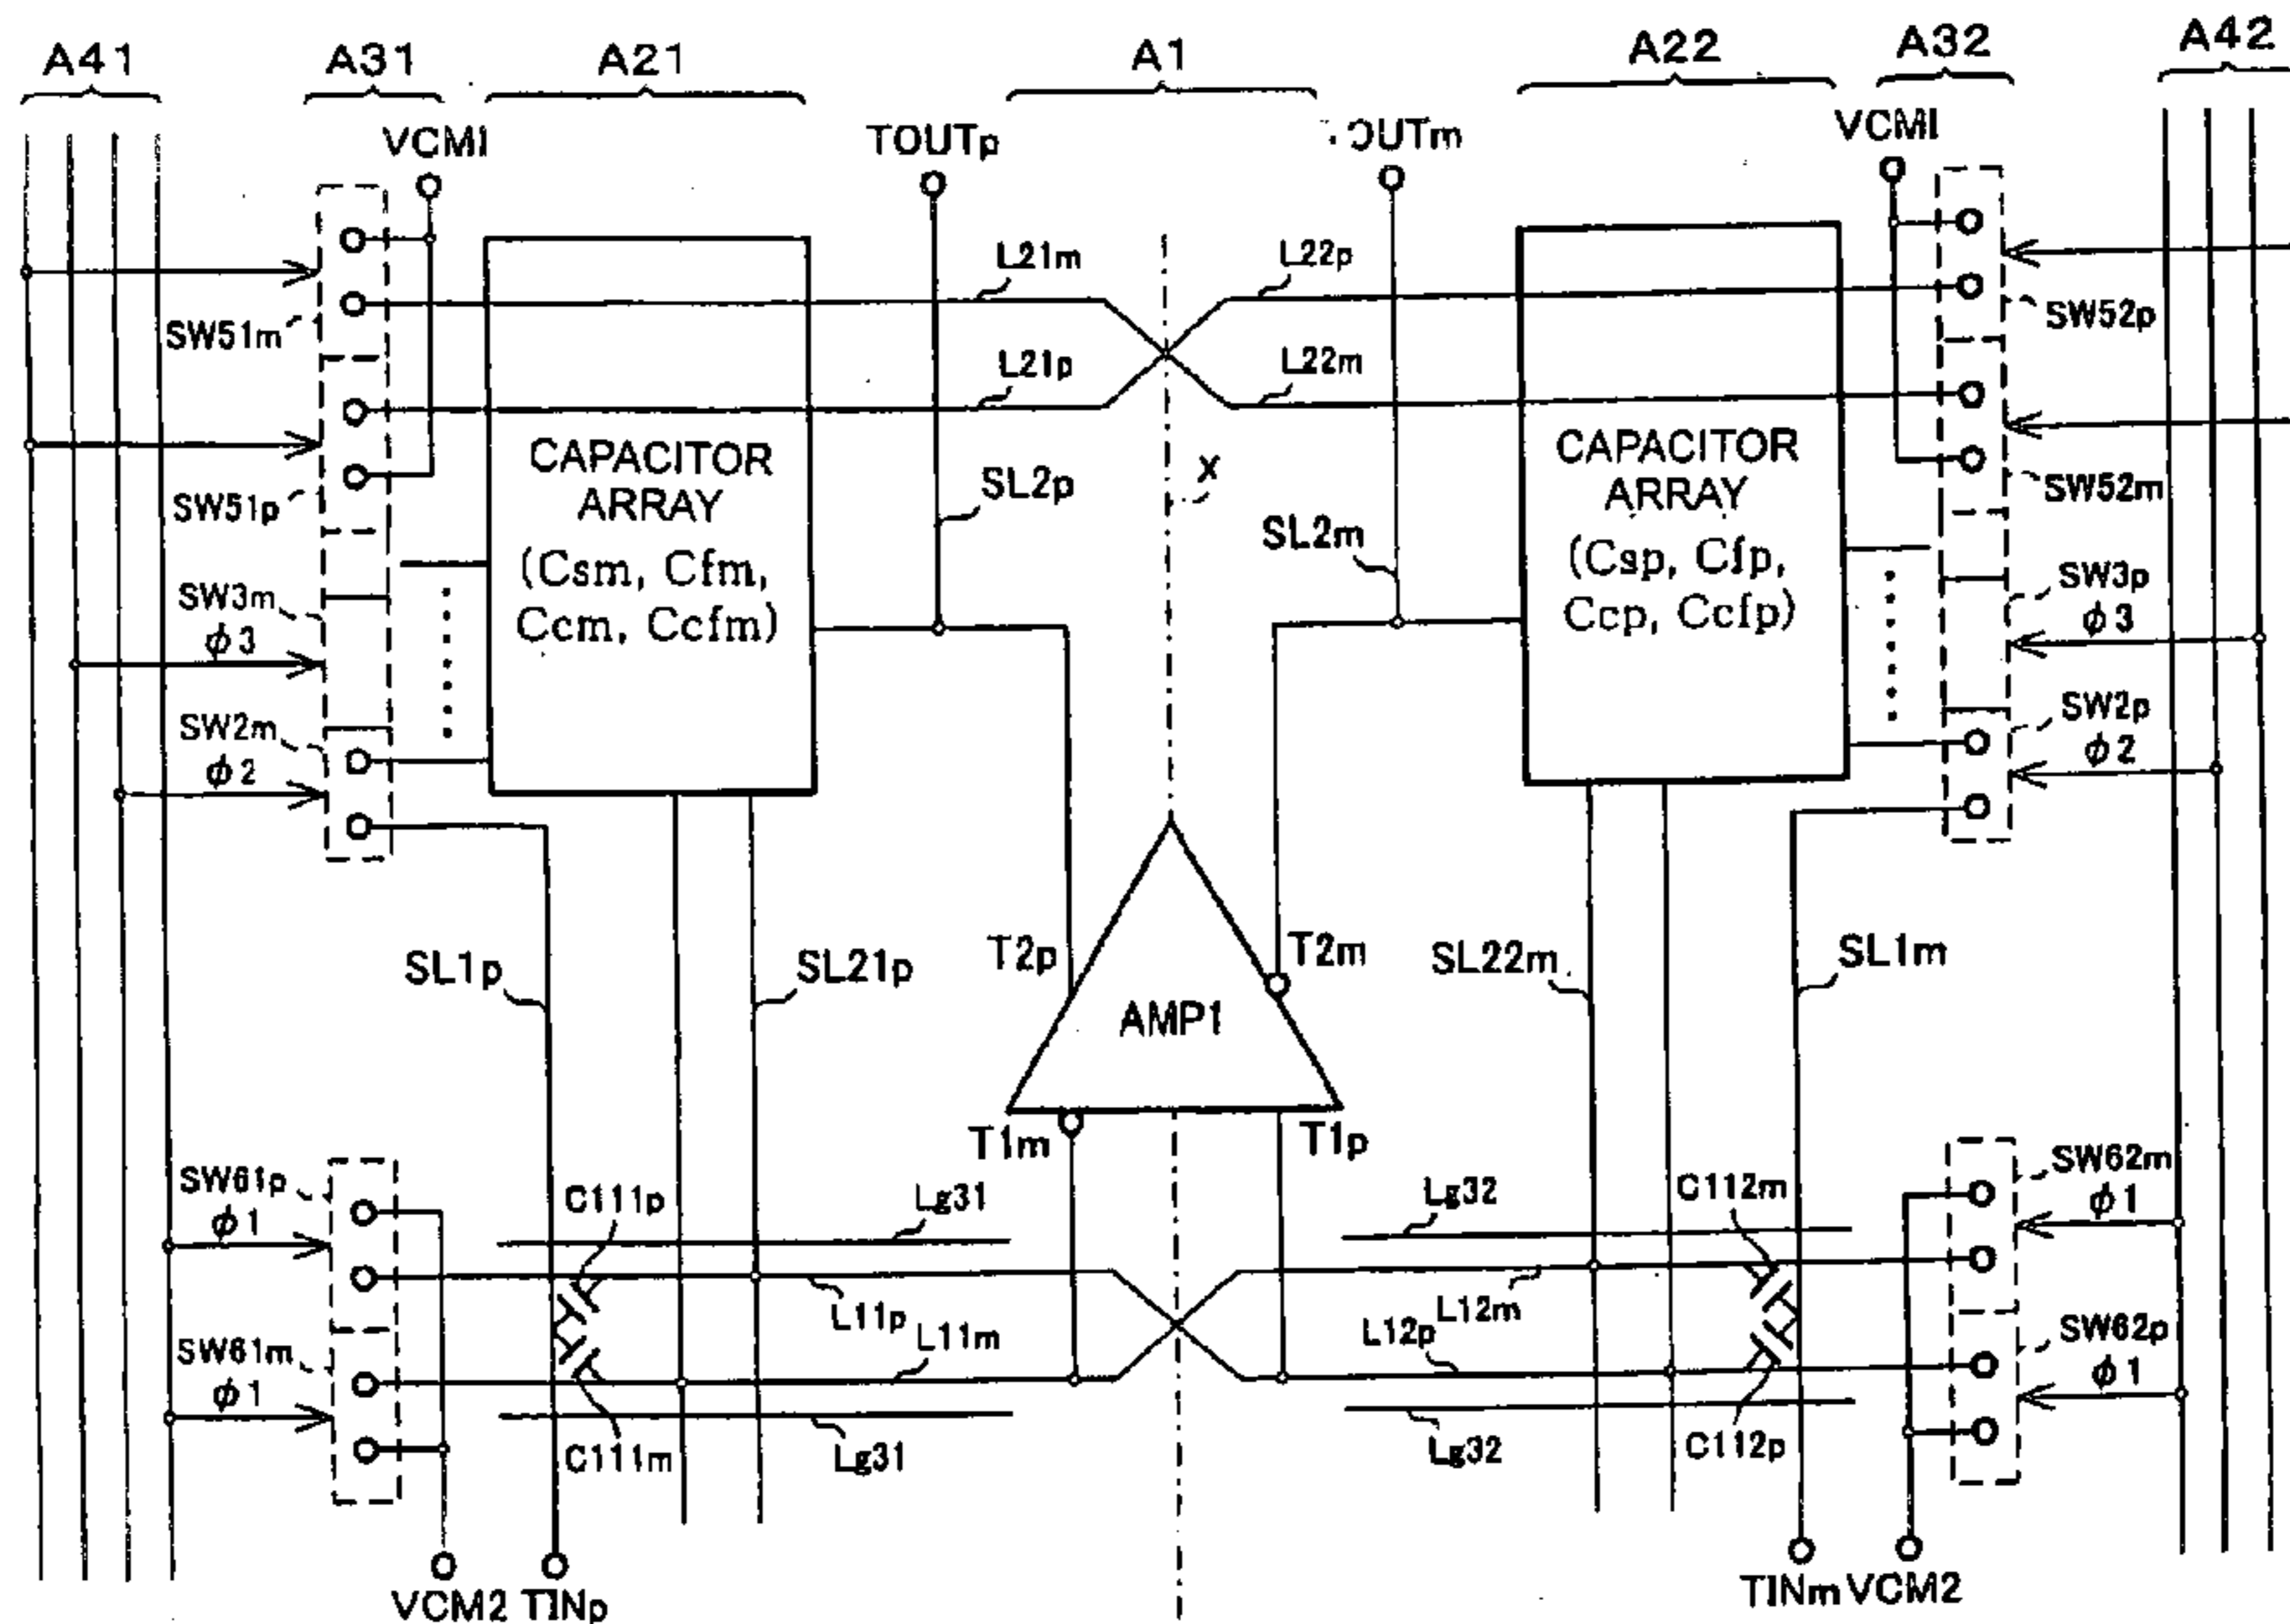 A41
A31
A21
A1
A22
A32
A42
VCM1
TOUTp
OUTm
VCM1
L21m
L22p
SW51m
SW52p
L21p
L22m
CAPACITOR
ARRAY
(Csm, Cfm,
Ccm, Ccfm)
SL2p
X
CAPACITOR
ARRAY
(Csp, Cfp,
Ccp, Ccfp)
SW51p
SW52m
SL2m
SW3m
φ3
SW3p
φ3
SW2m
φ2
SW2p
φ2
SL1p
SL21p
T2p
T2m
SL22m
SL1m
AMP1
T1m
T1p
SW61p
φ1
C111p
Lg31
Lg32
C112m
SW62m
φ1
L11p
L11m
L12p
L12m
SW61m
φ1
SW62p
φ1
C111m
Lg31
Lg32
C112p
VCM2
TINp
TINm
VCM2